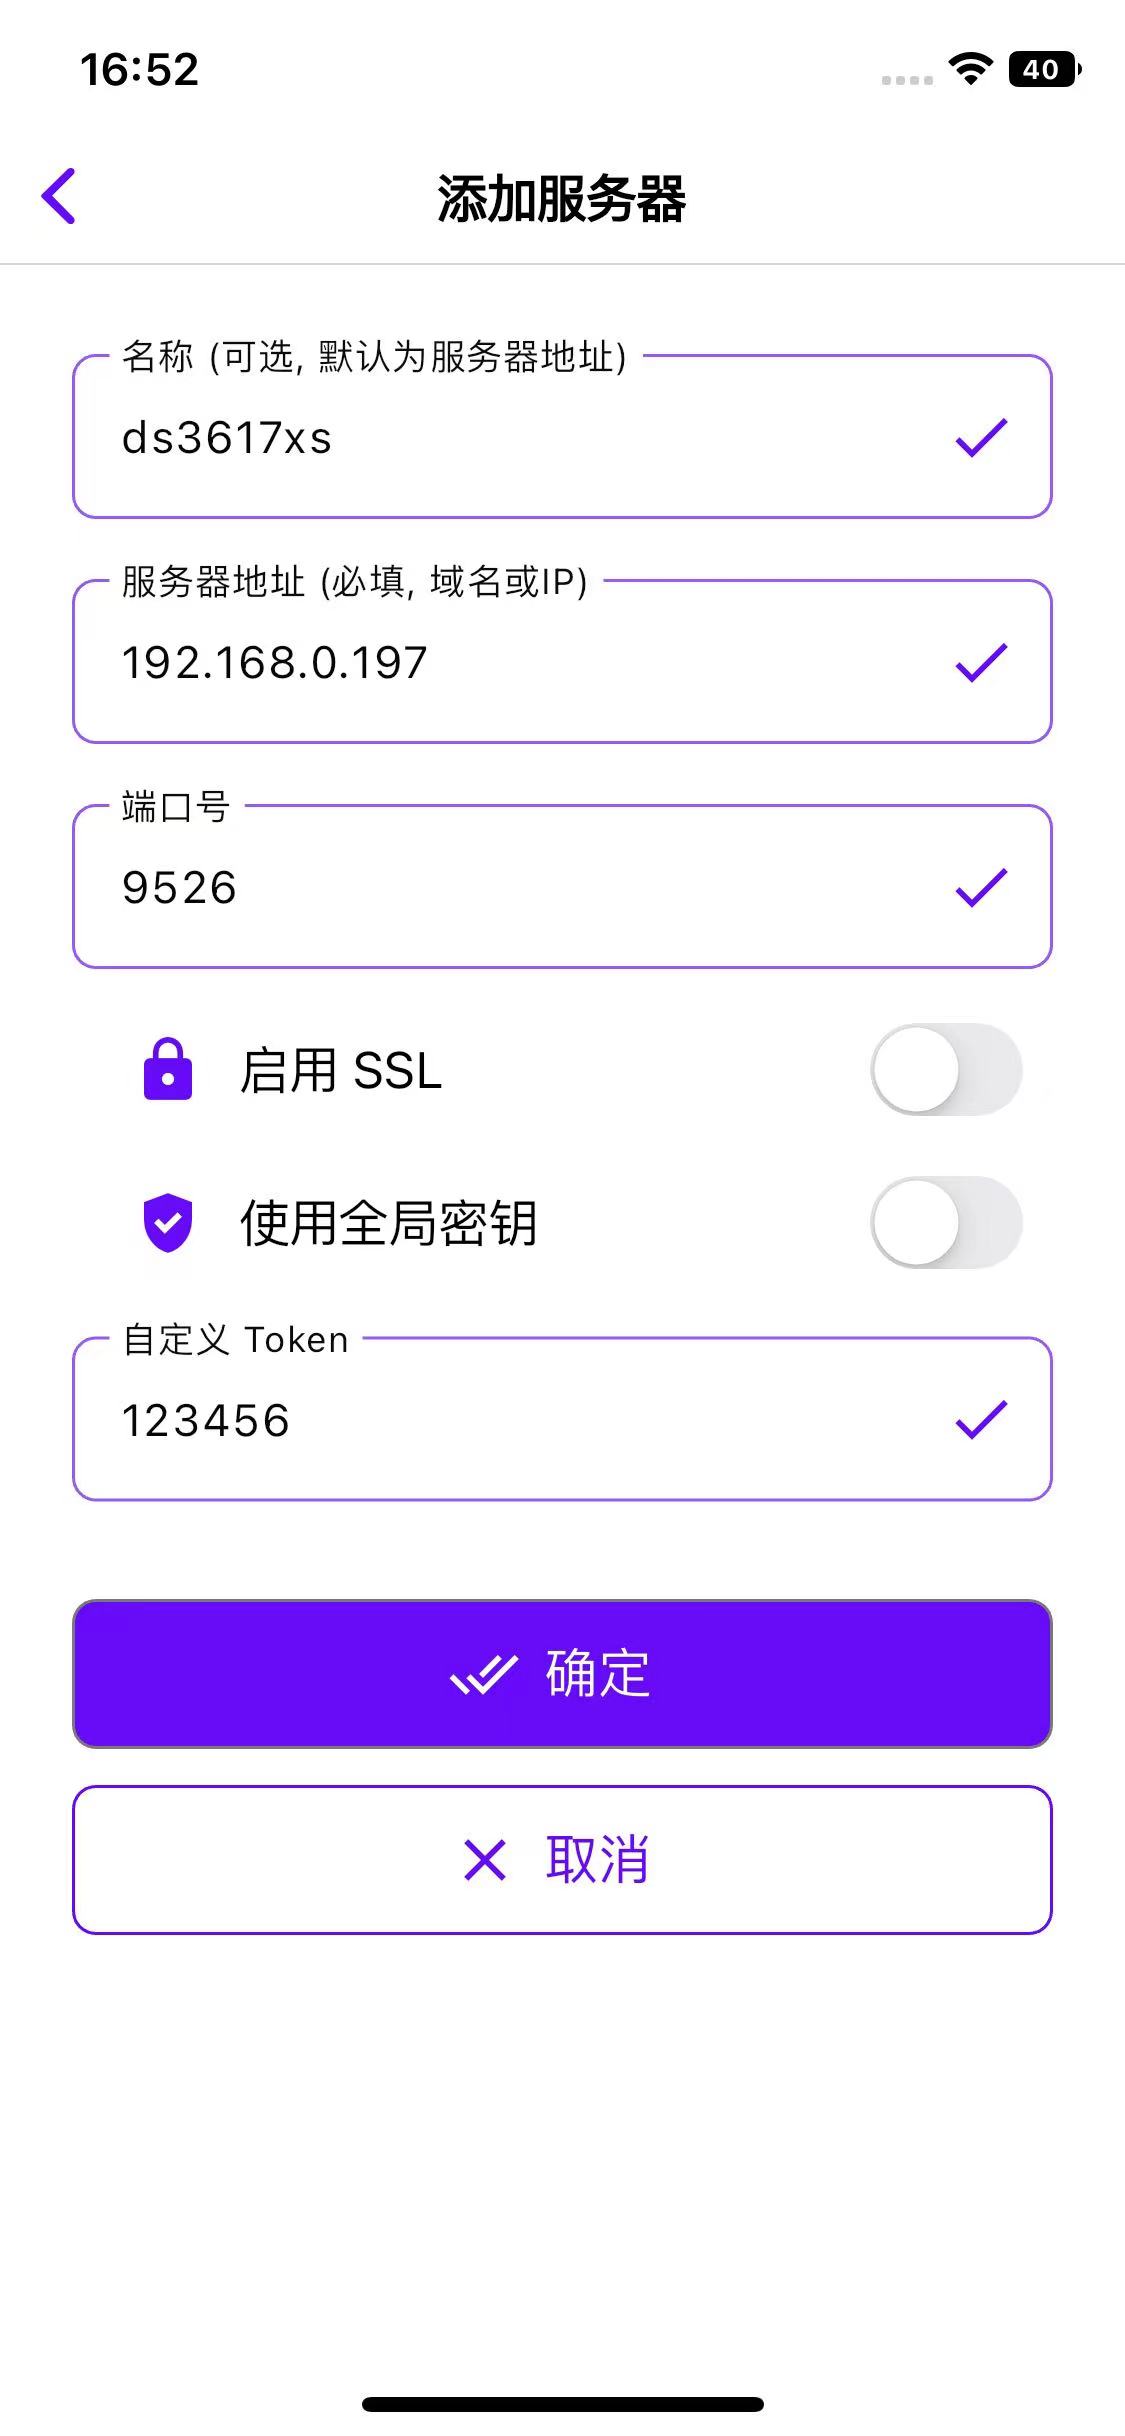 16:52
40
添加服务器
名称 (可选, 默认为服务器地址)
ds3617xs
服务器地址 (必填, 域名或IP)
192.168.0.197
端口号
9526
启用 SSL
使用全局密钥
自定义 Token
123456
确定
取消